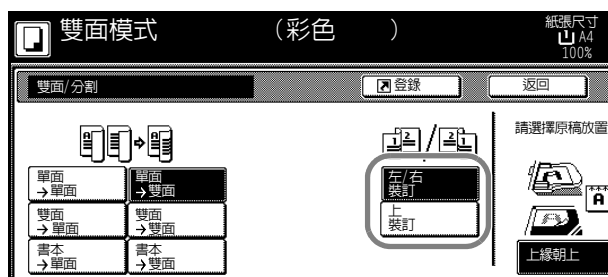 雙面模式 (彩色 )
紙張尺寸
A4
100%
雙面/分割
登錄
返回
請選擇原稿放置
單面
→單面
單面
→雙面
雙面
→單面
雙面
→雙面
書本
→單面
書本
→雙面
左/右
裝訂
上
裝訂
A
上緣朝上